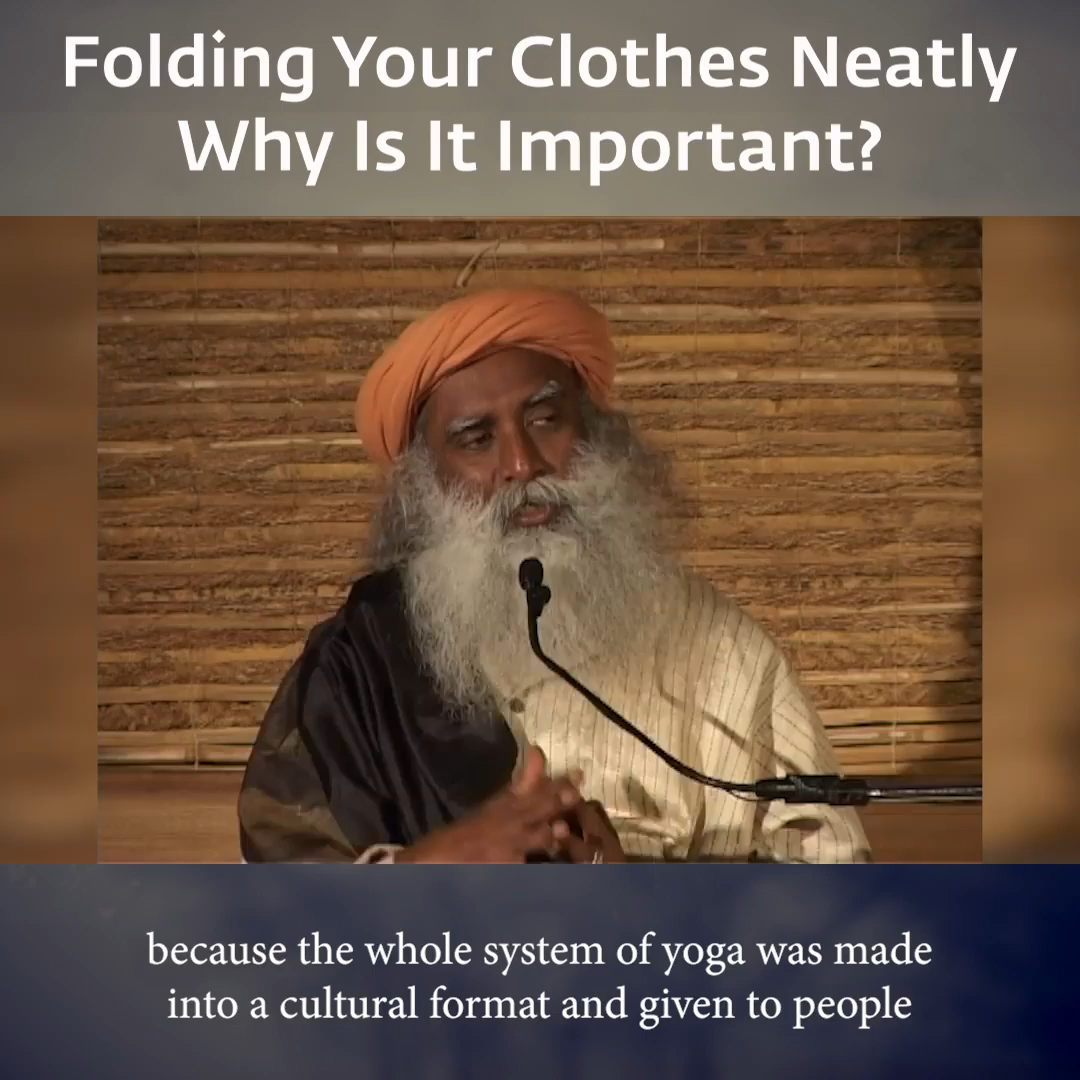 Folding Your Clothes Neatly
Why Is It Important?
because the whole system of yoga was made
into a cultural format and given to people